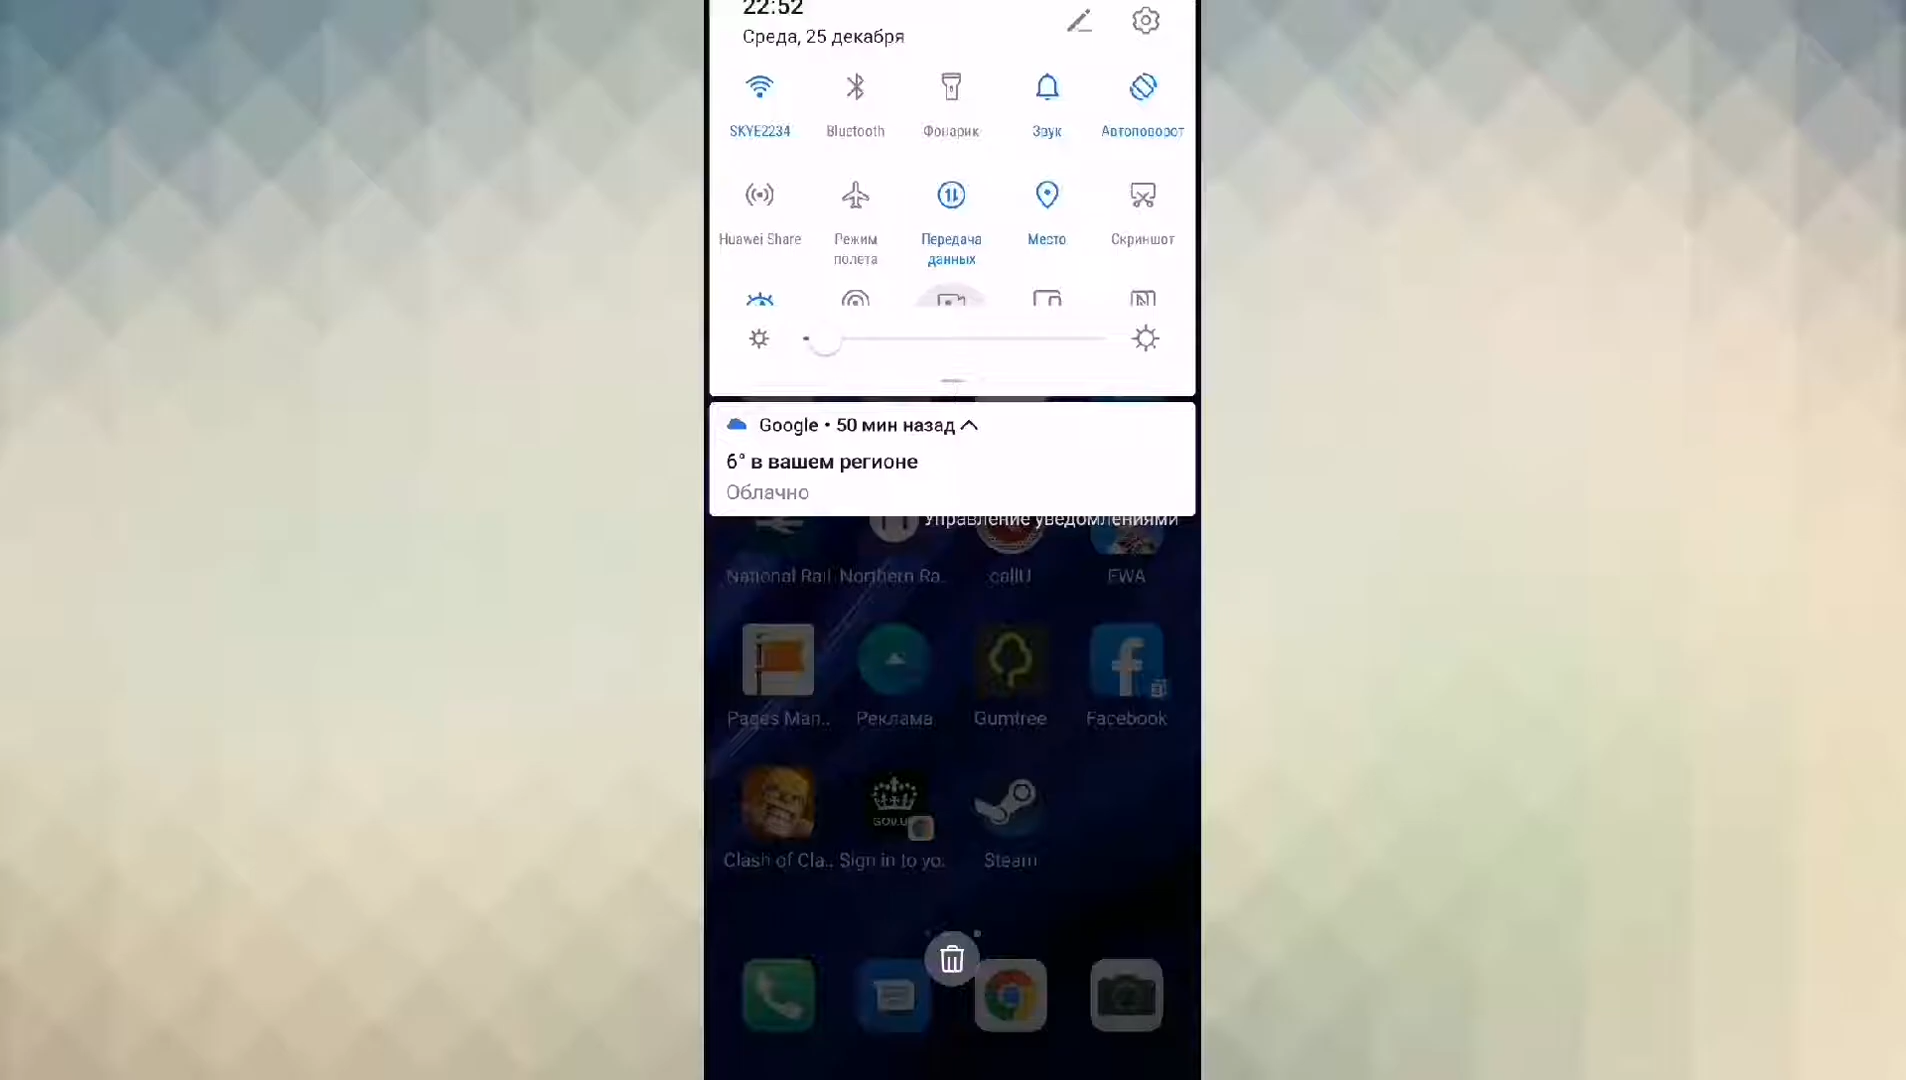 22:52
Среда, 25 декабря
SKYE2234 Bluetooth Фонарик Звук Автоповорот
Huawei Share Режим полета Передача данных Место Скриншот
Google • 50 мин назад
6° в вашем регионе
Облачно
Управление уведомлениями
National Rail Northern Ra.. callU EWA
Pages Man.. Реклама Gumtree Facebook
GOV.UK
Clash of Cla.. Sign in to yo.. Steam